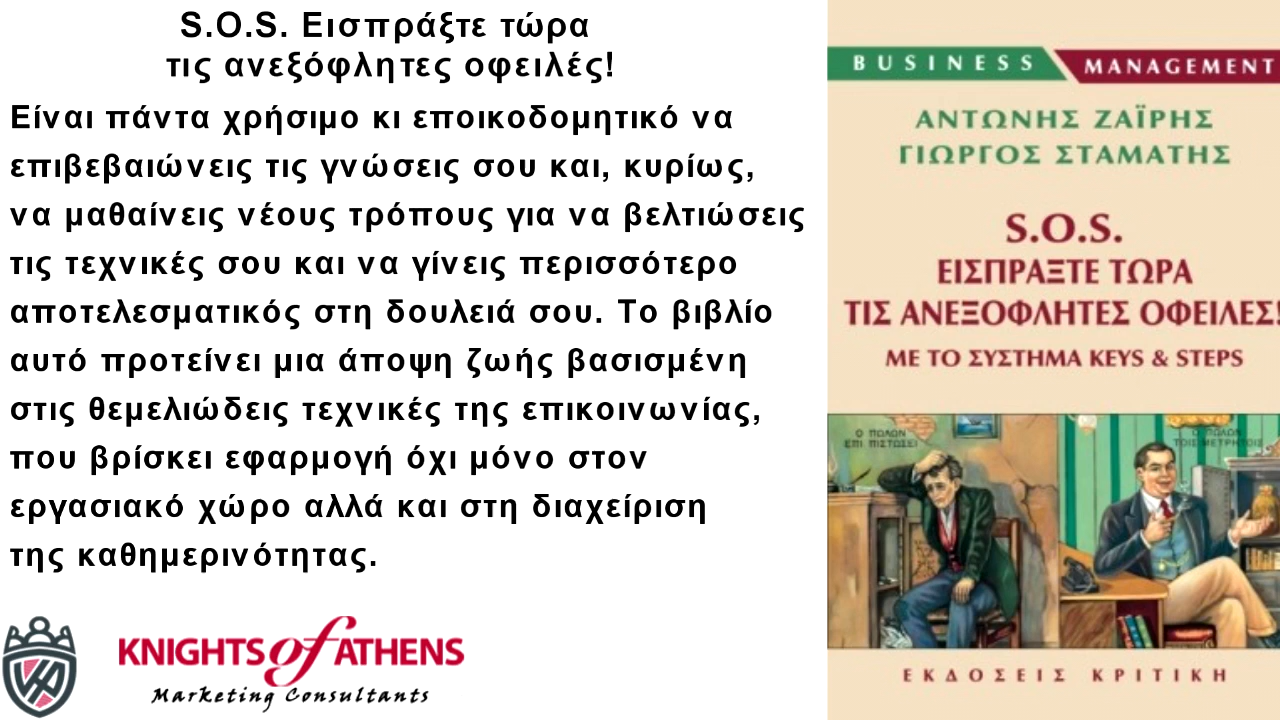 S.O.S. Εισπράξτε τώρα
τις ανεξόφλητες οφειλές!
Είναι πάντα χρήσιμο κι εποικοδομητικό να
επιβεβαιώνεις τις γνώσεις σου και, κυρίως,
να μαθαίνεις νέους τρόπους για να βελτιώσεις
τις τεχνικές σου και να γίνεις περισσότερο
αποτελεσματικός στη δουλειά σου. Το βιβλίο
αυτό προτείνει μια άποψη ζωής βασισμένη
στις θεμελιώδεις τεχνικές της επικοινωνίας,
που βρίσκει εφαρμογή όχι μόνο στον
εργασιακό χώρο αλλά και στη διαχείριση
της καθημερινότητας.
KNIGHTS of ATHENS
Marketing Consultants
BUSINESS MANAGEMENT
ΑΝΤΩΝΗΣ ΖΑΪΡΗΣ
ΓΙΩΡΓΟΣ ΣΤΑΜΑΤΗΣ
S.O.S.
ΕΙΣΠΡΑΞΤΕ ΤΩΡΑ
ΤΙΣ ΑΝΕΞΟΦΛΗΤΕΣ ΟΦΕΙΛΕΣ!
ΜΕ ΤΟ ΣΥΣΤΗΜΑ KEYS & STEPS
Ο ΠΩΛΩΝ
ΕΠΙ ΠΙΣΤΩΣΕΙ
Ο ΠΩΛΩΝ
ΤΟΙΣ ΜΕΤΡΗΤΟΙΣ
ΕΚΔΟΣΕΙΣ ΚΡΙΤΙΚΗ